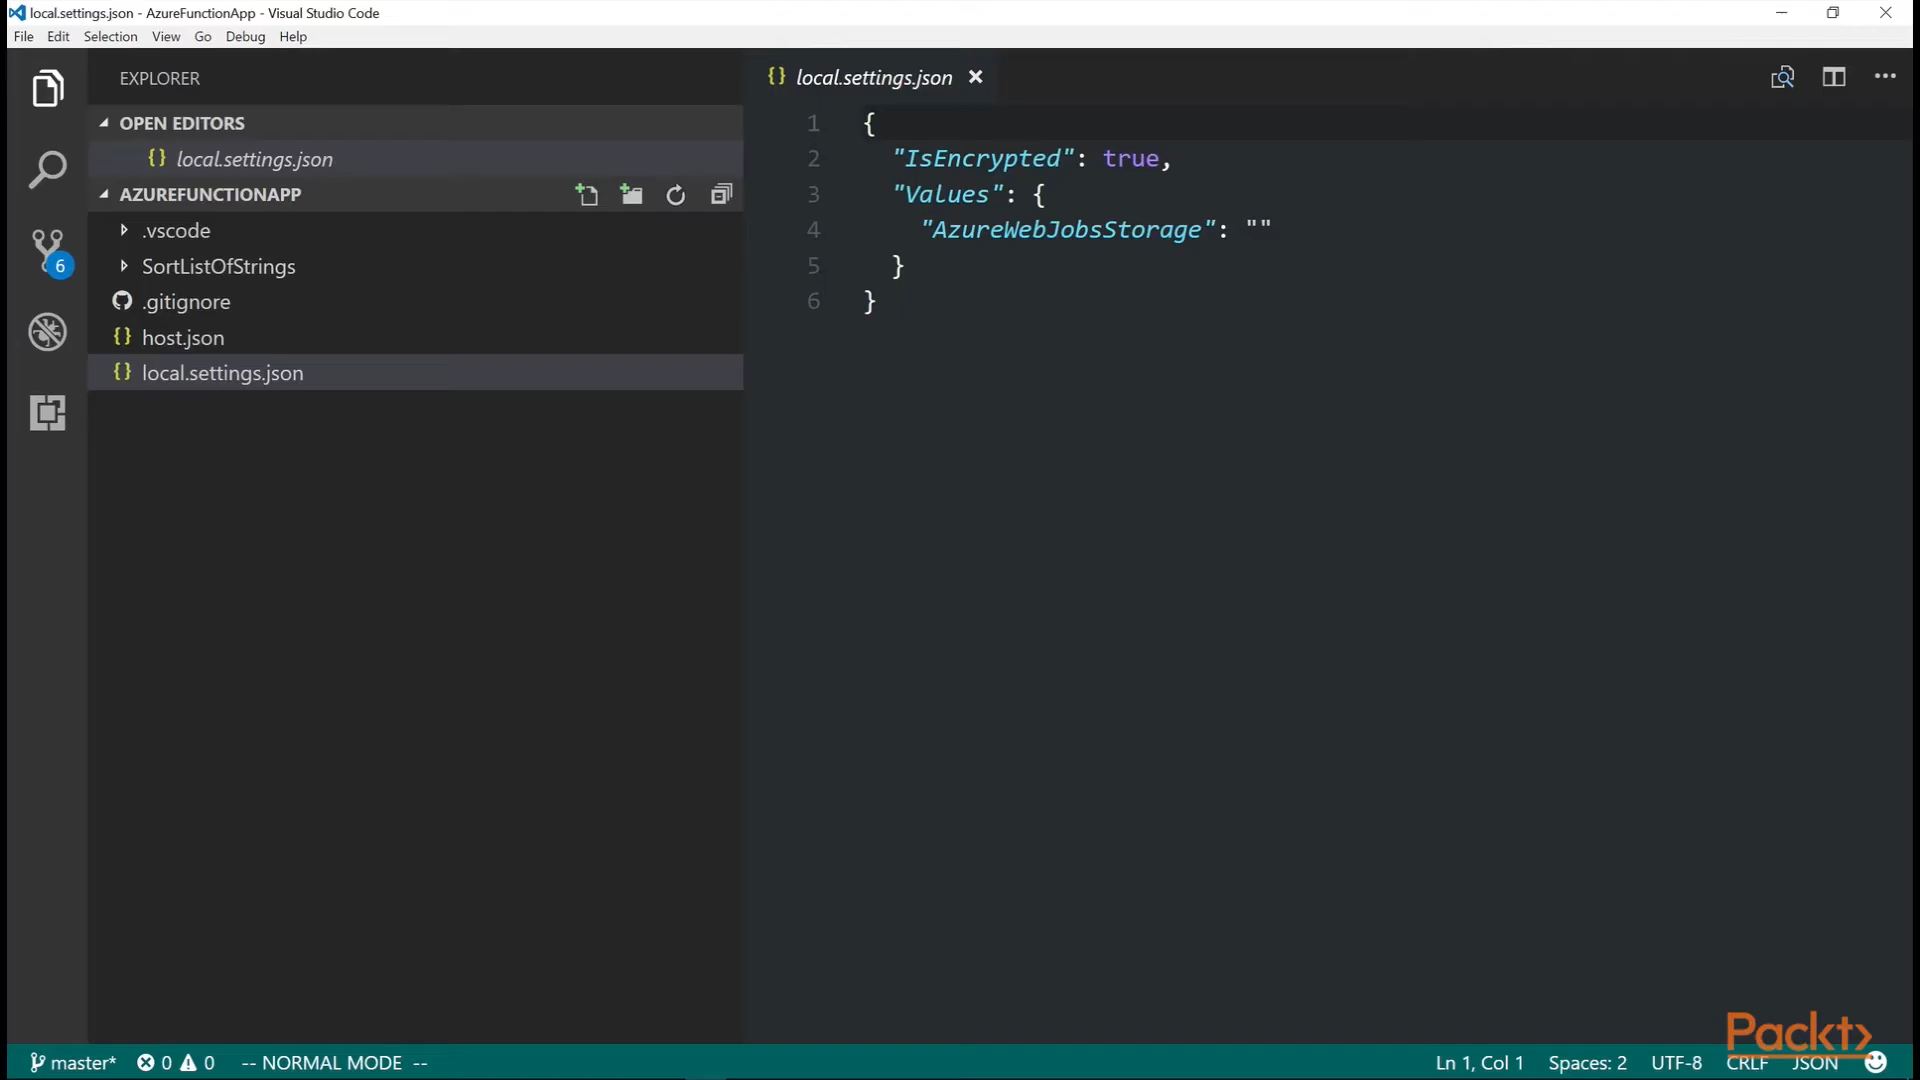 local.settings.json - AzureFunctionApp - Visual Studio Code
File Edit Selection View Go Debug Help
EXPLORER
OPEN EDITORS
{} local.settings.json
AZUREFUNCTIONAPP
.vscode
SortListOfStrings
.gitignore
{} host.json
{} local.settings.json
6
{} local.settings.json
1 {
2 "IsEncrypted": true,
3 "Values": {
4 "AzureWebJobsStorage": ""
5 }
6 }
Packt>
master* 0 0 -- NORMAL MODE -- Ln 1, Col 1 Spaces: 2 UTF-8 CRLF JSON